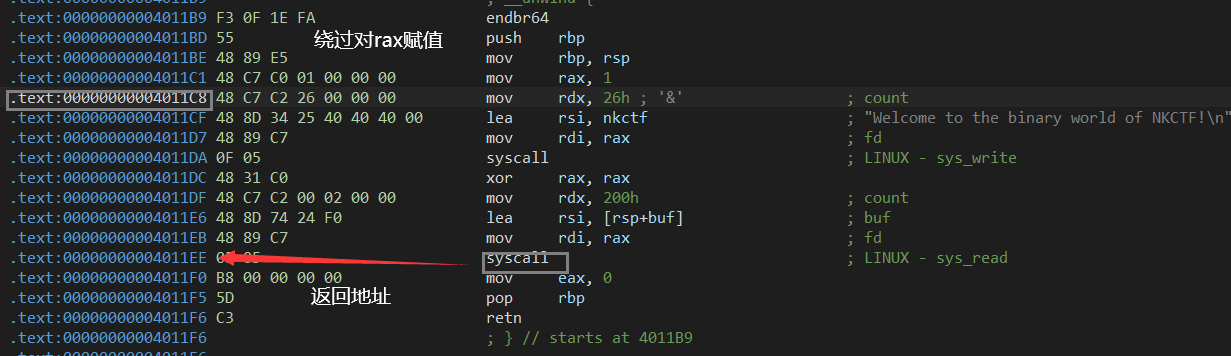 ; __unwind {
.text:00000000004011B9 F3 0F 1E FA endbr64
.text:00000000004011BD 55 push rbp
绕过对rax赋值
.text:00000000004011BE 48 89 E5 mov rbp, rsp
.text:00000000004011C1 48 C7 C0 01 00 00 00 mov rax, 1
.text:00000000004011C8 48 C7 C2 26 00 00 00 mov rdx, 26h ; '&' ; count
.text:00000000004011CF 48 8D 34 25 40 40 40 00 lea rsi, nkctf ; "Welcome to the binary world of NKCTF!\n"
.text:00000000004011D7 48 89 C7 mov rdi, rax ; fd
.text:00000000004011DA 0F 05 syscall ; LINUX - sys_write
.text:00000000004011DC 48 31 C0 xor rax, rax
.text:00000000004011DF 48 C7 C2 00 02 00 00 mov rdx, 200h ; count
.text:00000000004011E6 48 8D 74 24 F0 lea rsi, [rsp+buf] ; buf
.text:00000000004011EB 48 89 C7 mov rdi, rax ; fd
.text:00000000004011EE 0F 05 syscall ; LINUX - sys_read
.text:00000000004011F0 B8 00 00 00 00 mov eax, 0
.text:00000000004011F5 5D pop rbp
返回地址
.text:00000000004011F6 C3 retn
.text:00000000004011F6 ; } // starts at 4011B9